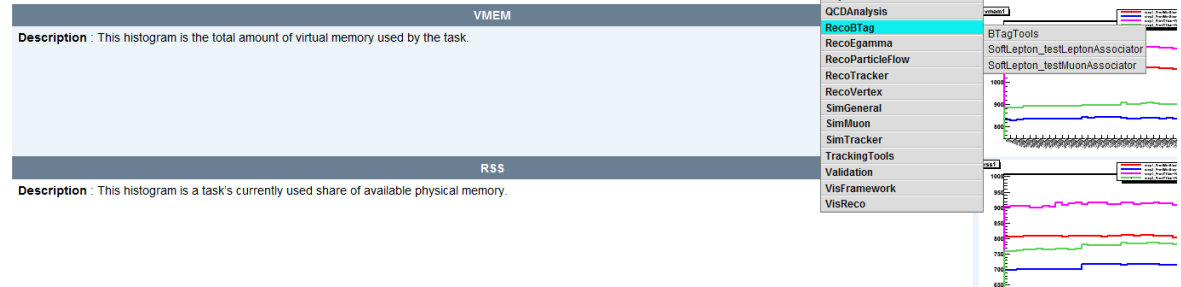 VMEM
Description : This histogram is the total amount of virtual memory used by the task.
QCDAnalysis
RecoBTag
RecoEgamma
RecoParticleFlow
RecoTracker
RecoVertex
SimGeneral
SimMuon
SimTracker
TrackingTools
Validation
VisFramework
VisReco
BTagTools
SoftLepton_testLeptonAssociator
SoftLepton_testMuonAssociator
vmem1
1000
900
800
RSS
Description : This histogram is a task's currently used share of available physical memory.
rss1
1000
950
900
850
800
750
700
650